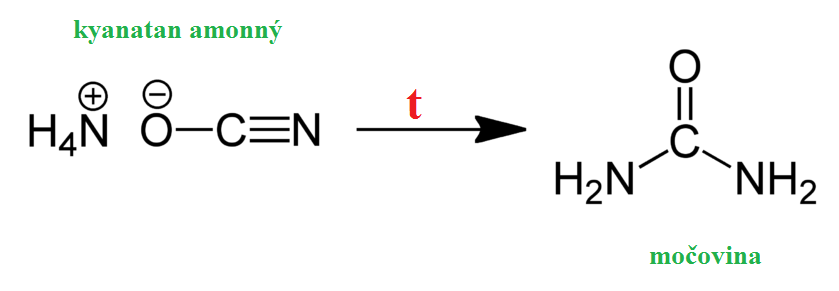 kyanatan amonný
H₄N⊕ O⊖–C≡N t
O
C
H₂N NH₂
močovina